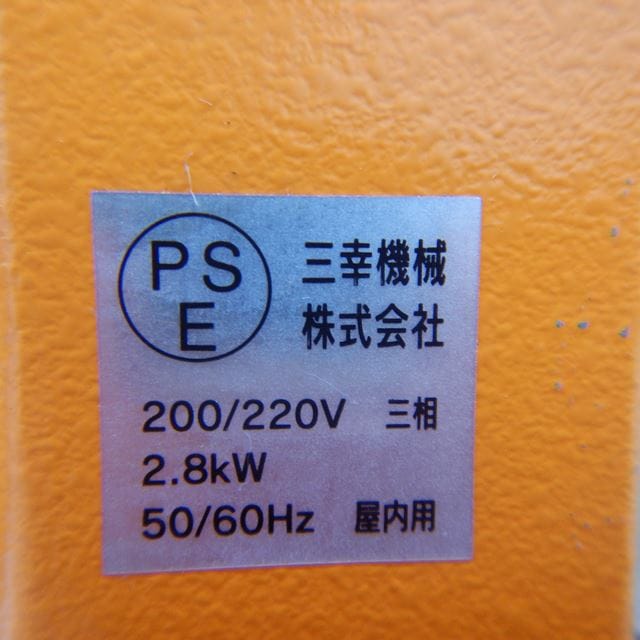 PS
E
三幸機械
株式会社
200/220V 三相
2.8kW
50/60Hz 屋内用